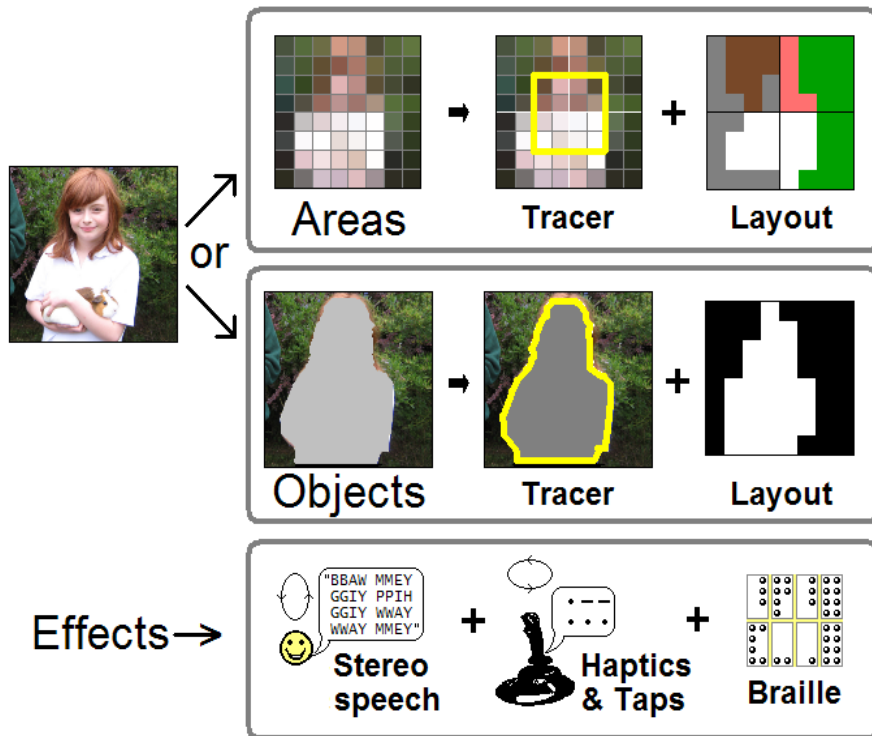 Areas
Tracer
+
Layout
or
Objects
Tracer
+
Layout
Effects
"BBAW MMEY
GGIY PPIH
GGIY WWAY
WWAY MMEY"
Stereo
speech
+
Haptics
& Taps
+
Braille